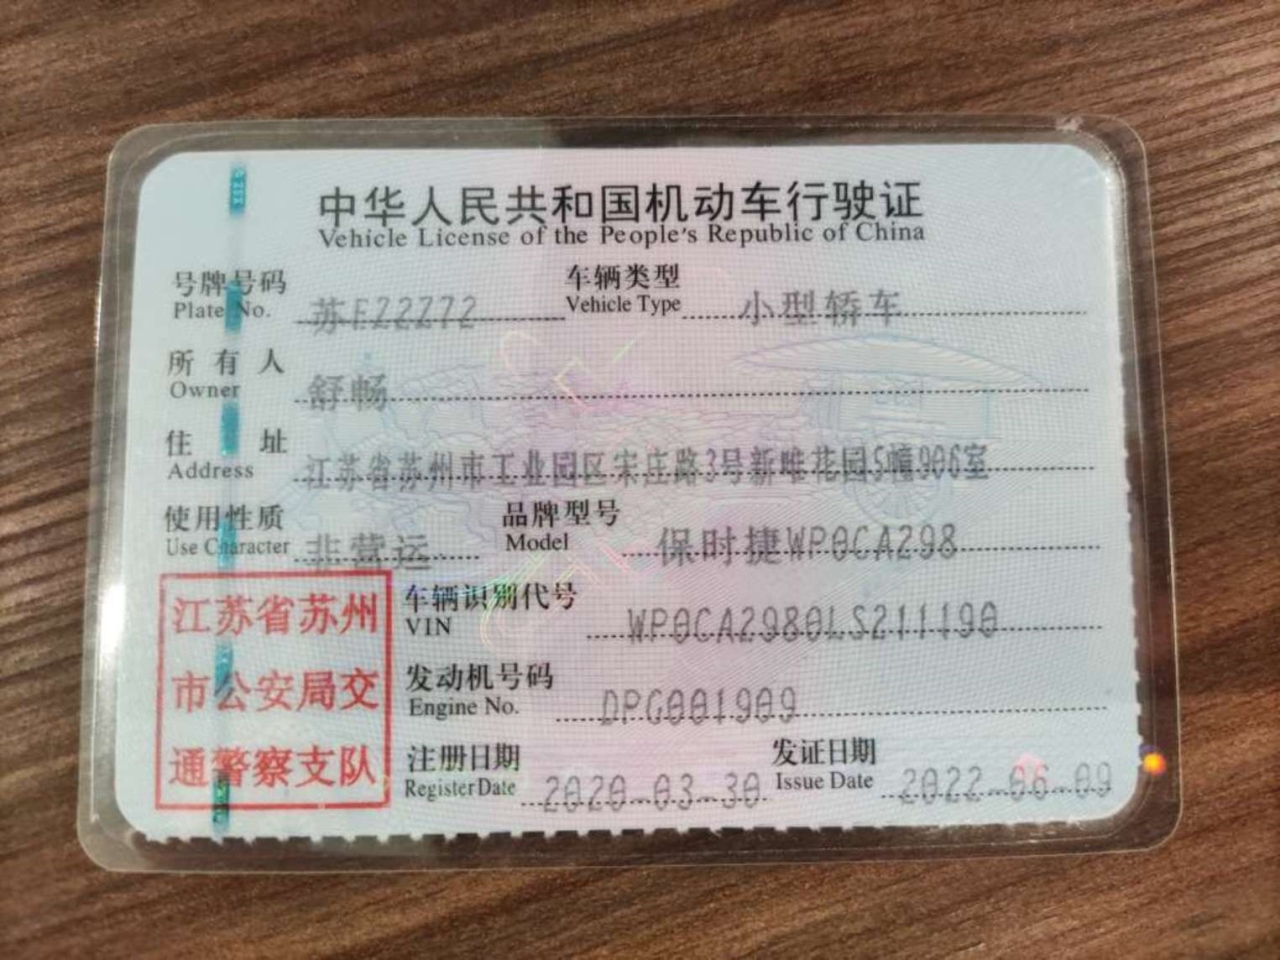 中华人民共和国机动车行驶证
Vehicle License of the People's Republic of China
号牌号码 Plate No. 苏EZ2Z72 车辆类型 Vehicle Type 小型轿车
所有人 Owner 舒畅
住址 Address 江苏省苏州市工业园区宋庄路3号新唯花园5幢906室
使用性质 Use Character 非营运 品牌型号 Model 保时捷WP0CA298
车辆识别代号 VIN WP0CA2980LS211190
发动机号码 Engine No. DPG001909
注册日期 Register Date 2020-03-30 发证日期 Issue Date 2022-06-09
江苏省苏州
市公安局交
通警察支队